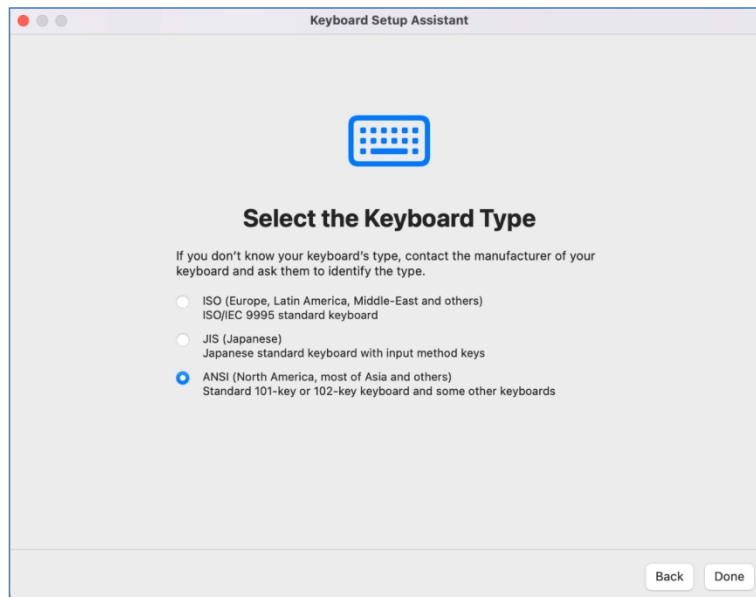 Keyboard Setup Assistant
Select the Keyboard Type
If you don't know your keyboard's type, contact the manufacturer of your
keyboard and ask them to identify the type.
ISO (Europe, Latin America, Middle-East and others)
ISO/IEC 9995 standard keyboard
JIS (Japanese)
Japanese standard keyboard with input method keys
ANSI (North America, most of Asia and others)
Standard 101-key or 102-key keyboard and some other keyboards
Back Done